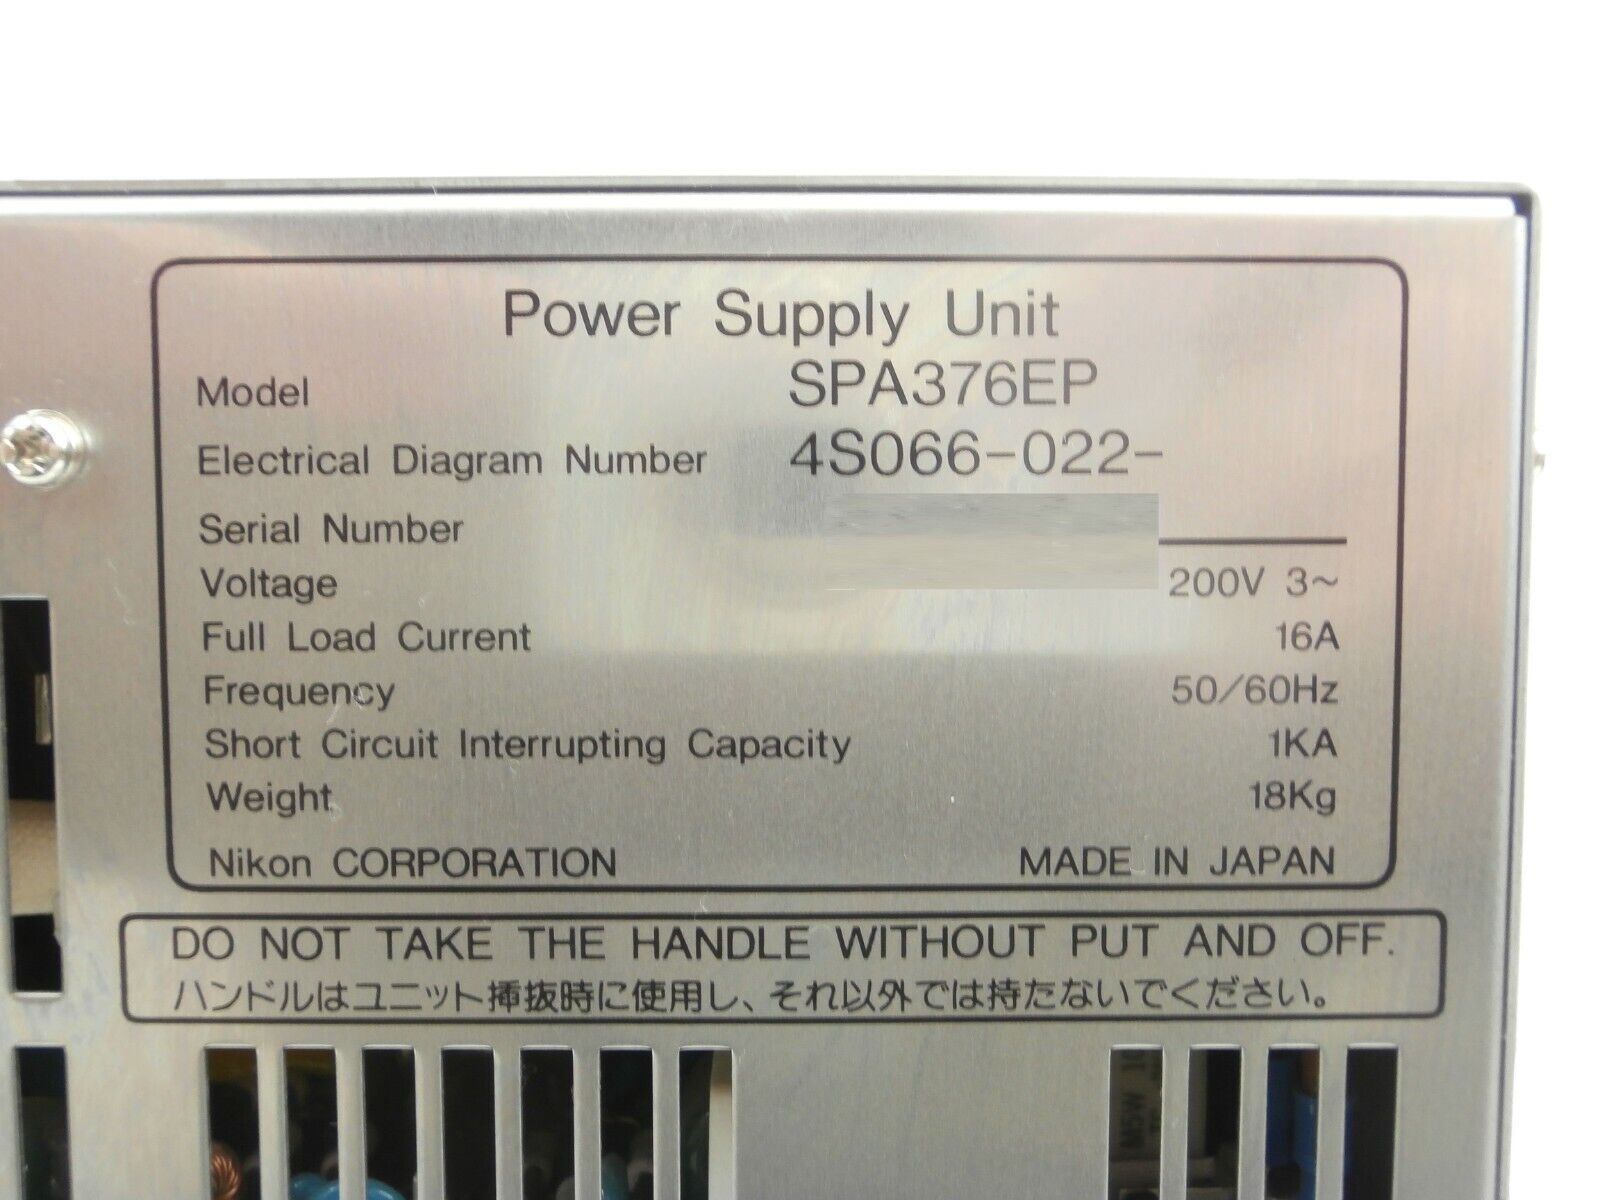 Power Supply Unit
Model SPA376EP
Electrical Diagram Number 4S066-022-
Serial Number
Voltage 200V 3~
Full Load Current 16A
Frequency 50/60Hz
Short Circuit Interrupting Capacity 1KA
Weight 18Kg
Nikon CORPORATION MADE IN JAPAN
DO NOT TAKE THE HANDLE WITHOUT PUT AND OFF.
ハンドルはユニット挿抜時に使用し、それ以外では持たないでください。